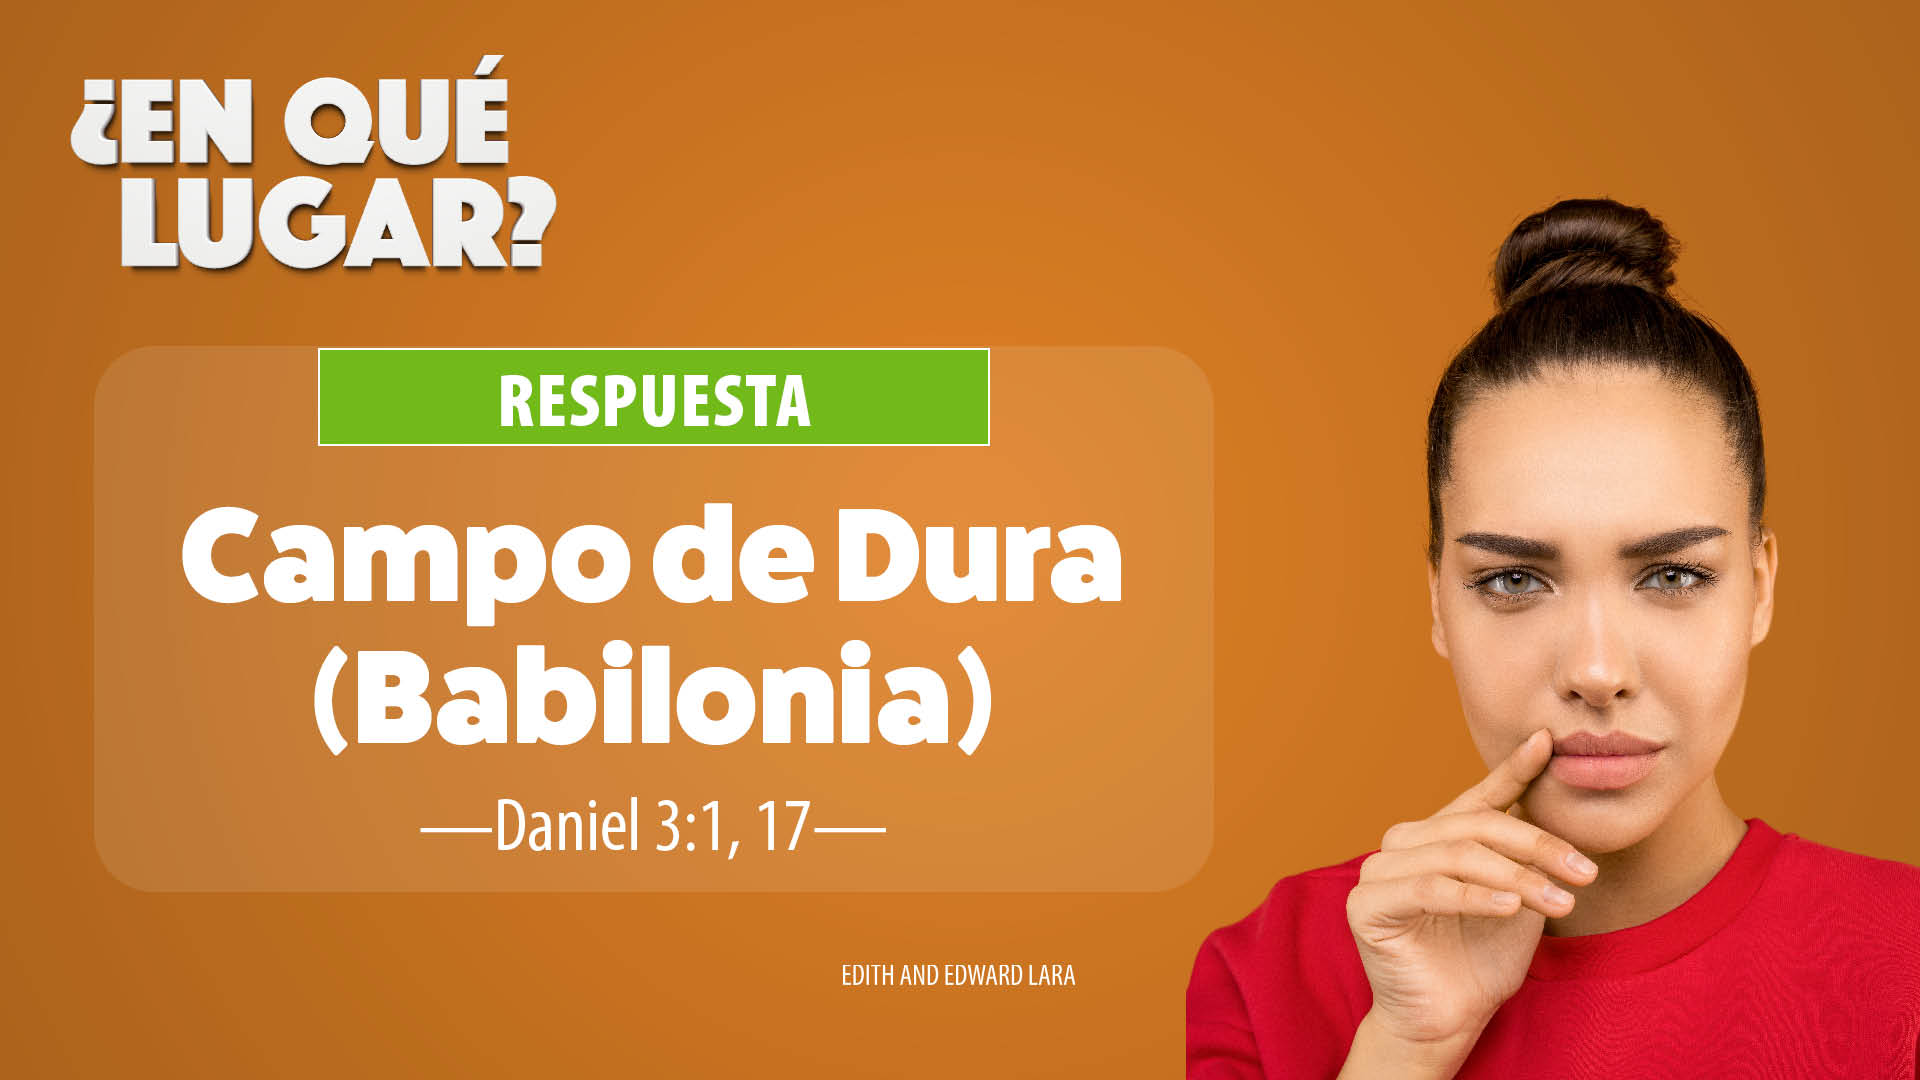 ¿EN QUÉ
LUGAR?
RESPUESTA
Campo de Dura
(Babilonia)
—Daniel 3:1, 17—
EDITH AND EDWARD LARA